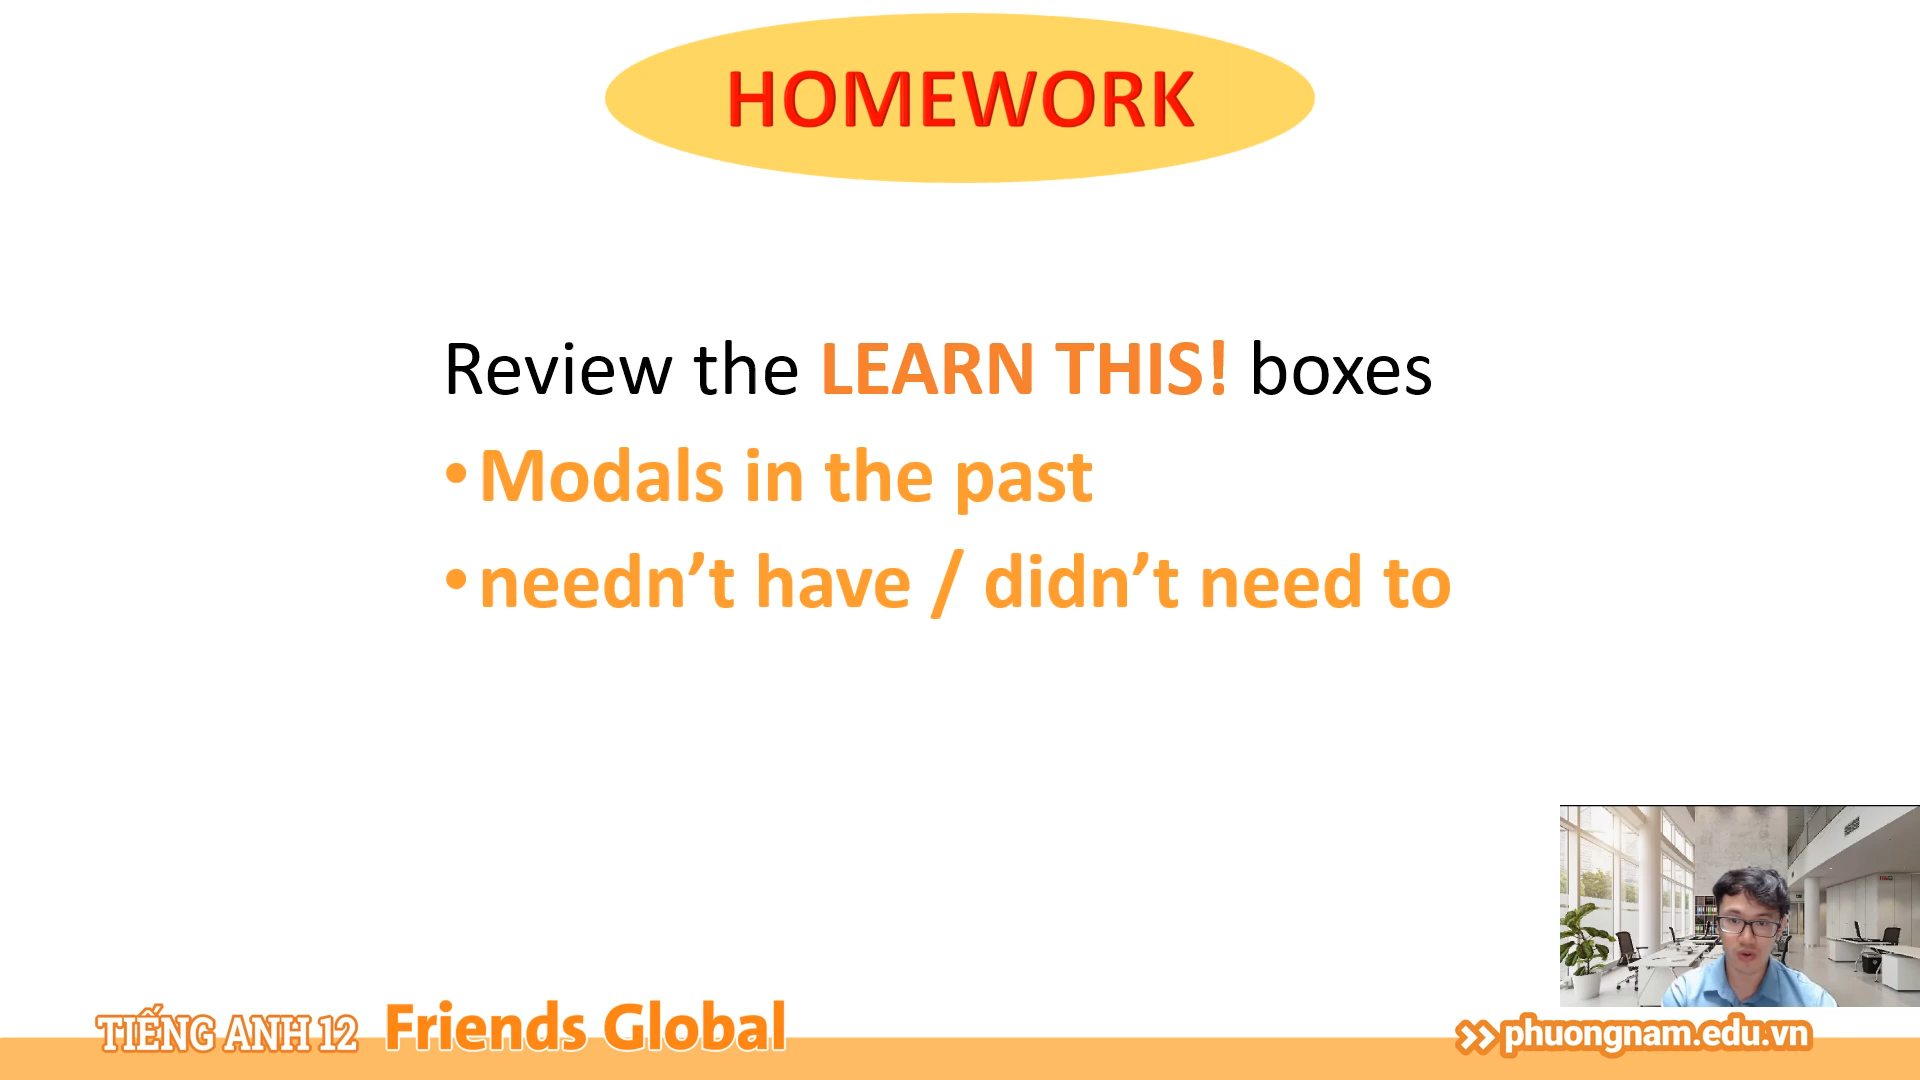 HOMEWORK
Review the LEARN THIS! boxes
•Modals in the past
•needn’t have / didn’t need to
TIẾNG ANH 12 Friends Global
phuongnam.edu.vn